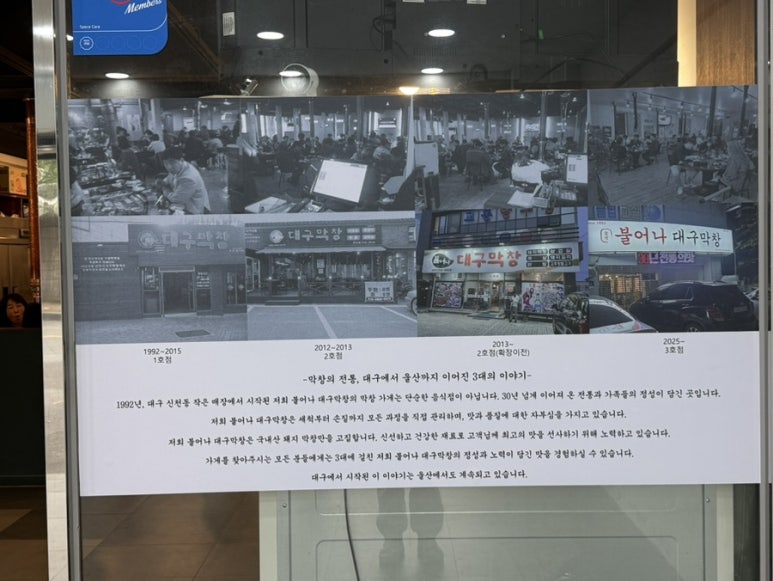 Members
Space Care
대구막창
대구막창
대구막창
불어나 대구막창
1992~2015
1호점
2012~2013
2호점
2013~
2호점(확장이전)
2025~
3호점
-막창의 전통, 대구에서 울산까지 이어진 3대의 이야기-
1992년, 대구 신천동 작은 매장에서 시작된 저희 불어나 대구막창의 막창 가게는 단순한 음식점이 아닙니다. 30년 넘게 이어져 온 전통과 가족들의 정성이 담긴 곳입니다.
저희 불어나 대구막창은 세척부터 손질까지 모든 과정을 직접 관리하며, 맛과 품질에 대한 자부심을 가지고 있습니다.
저희 불어나 대구막창은 국내산 돼지 막창만을 고집합니다. 신선하고 건강한 재료로 고객님께 최고의 맛을 선사하기 위해 노력하고 있습니다.
가게를 찾아주시는 모든 분들에게는 3대에 걸친 저희 불어나 대구막창의 정성과 노력이 담긴 맛을 경험하실 수 있습니다.
대구에서 시작된 이 이야기는 울산에서도 계속되고 있습니다.